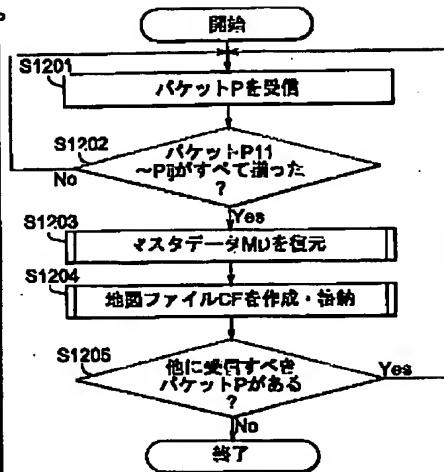 開始
S1201
パケットPを受信
S1202
パケットP11
~Pijがすべて揃った
?
No
Yes
S1203
マスタデータMDを復元
S1204
地図ファイルCFを作成・格納
S1205
他に受信すべき
パケットPがある
?
Yes
No
終了